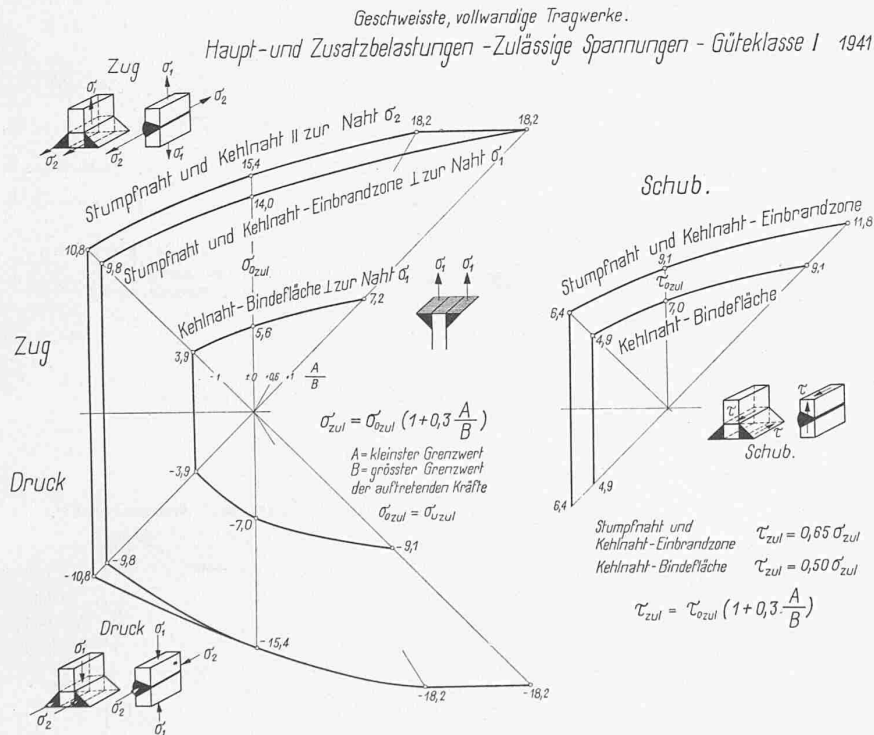 Geschweisste, vollwandige Tragwerke.
Haupt- und Zusatzbelastungen - Zulässige Spannungen - Güteklasse I 1941
Zug
σ₁
σ₁
σ₂
σ₂
σ₂
σ₂
σ₁
Stumpfnaht und Kehlnaht || zur Naht σ₂
18,2
18,2
15,4
Stumpfnaht und Kehlnaht-Einbrandzone ⊥ zur Naht σ₁
14,0
10,8
9,8
σ₀zul
Kehlnaht-Bindefläche ⊥ zur Naht σ₁
7,2
5,6
3,9
σ₁ σ₁
Zug
-1 ±0 +0,6 +1 A/B
σzul = σ₀zul (1+0,3 A/B)
A = kleinster Grenzwert
B = grösster Grenzwert
der auftretenden Kräfte
σ₀zul = σuzul
Druck
-3,9
-7,0
-9,1
-9,8
-10,8
-15,4
-18,2
-18,2
Druck
σ₁
σ₁
σ₂
σ₂
σ₂
σ₁
Schub.
Stumpfnaht und Kehlnaht-Einbrandzone
11,8
9,1
τ₀zul
9,1
6,4
7,0
4,9
Kehlnaht-Bindefläche
4,9
6,4
τ
τ
τ
Schub.
Stumpfnaht und
Kehlnaht-Einbrandzone τzul = 0,65 σzul
Kehlnaht-Bindefläche τzul = 0,50 σzul
τzul = τ₀zul (1+0,3 A/B)